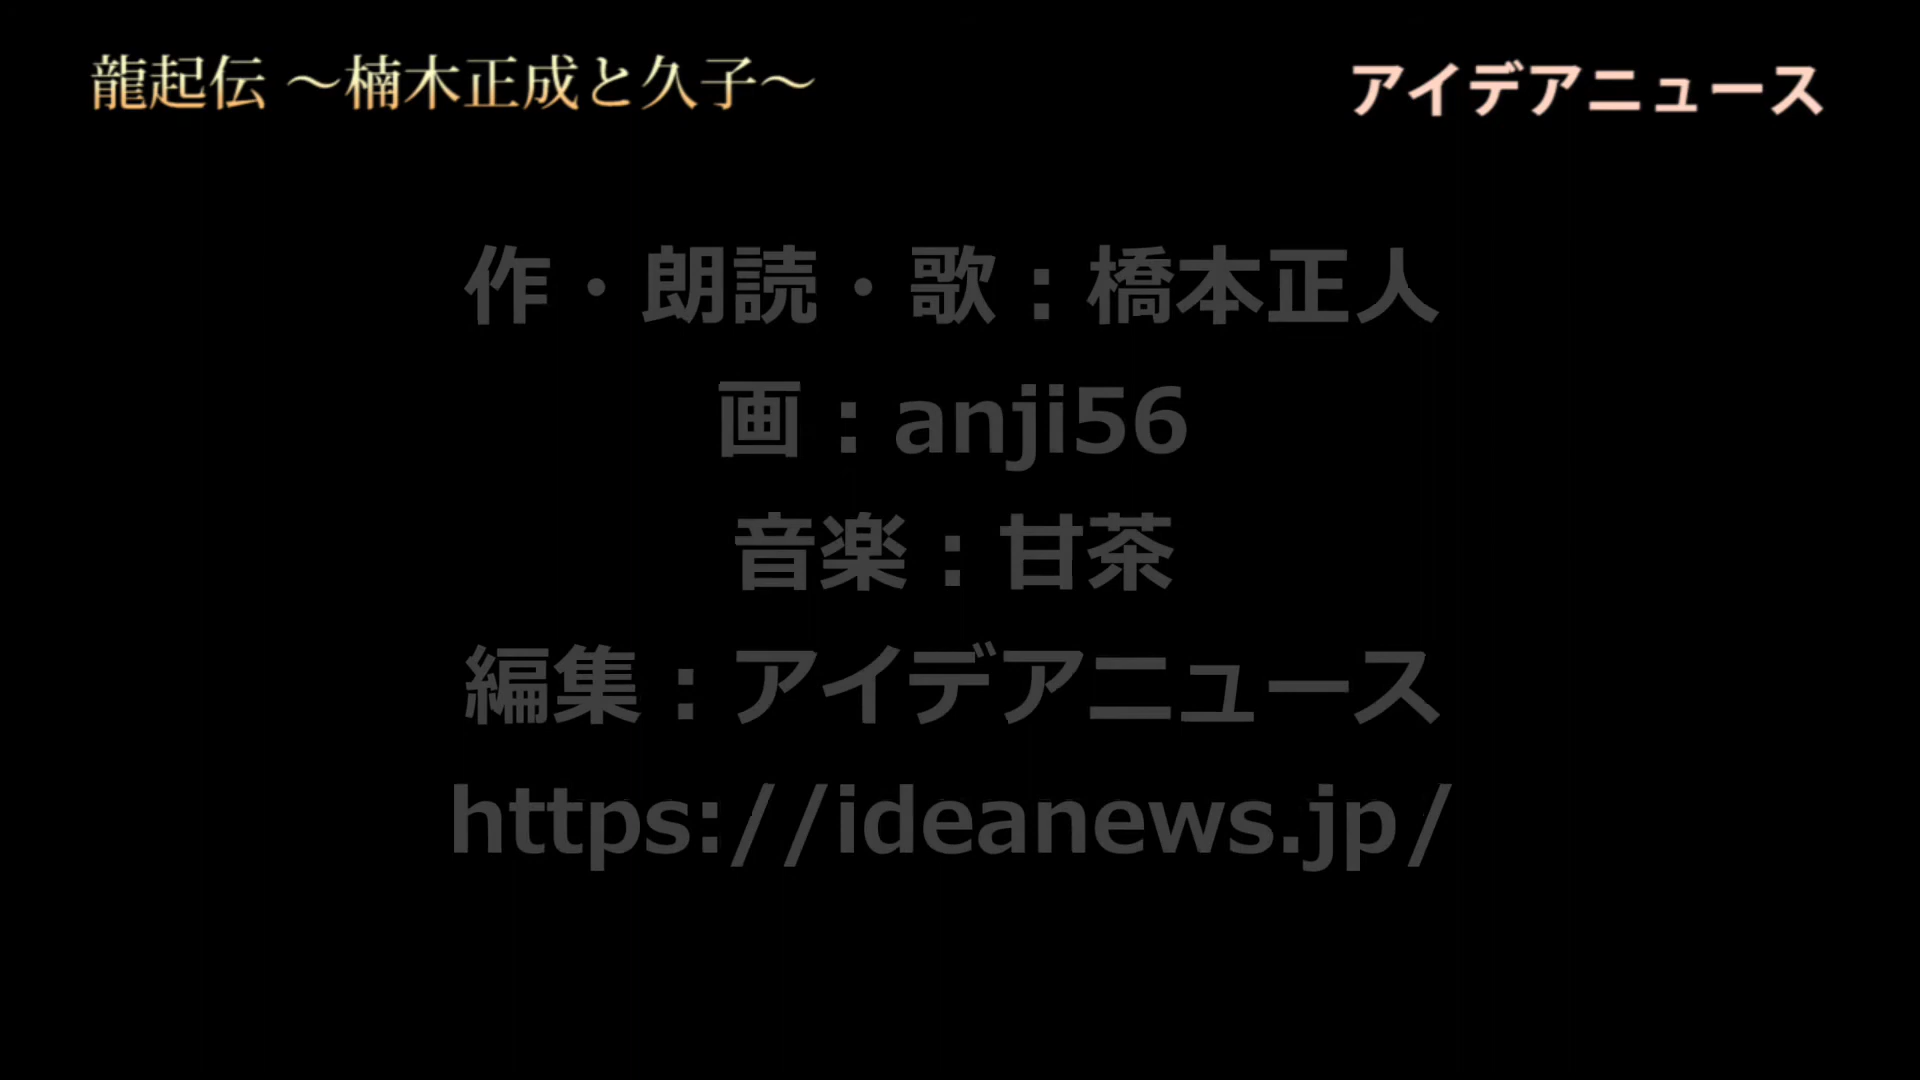 龍起伝 ～楠木正成と久子～
アイデアニュース
作・朗読・歌：橋本正人
画：anji56
音楽：甘茶
編集：アイデアニュース
https://ideanews.jp/